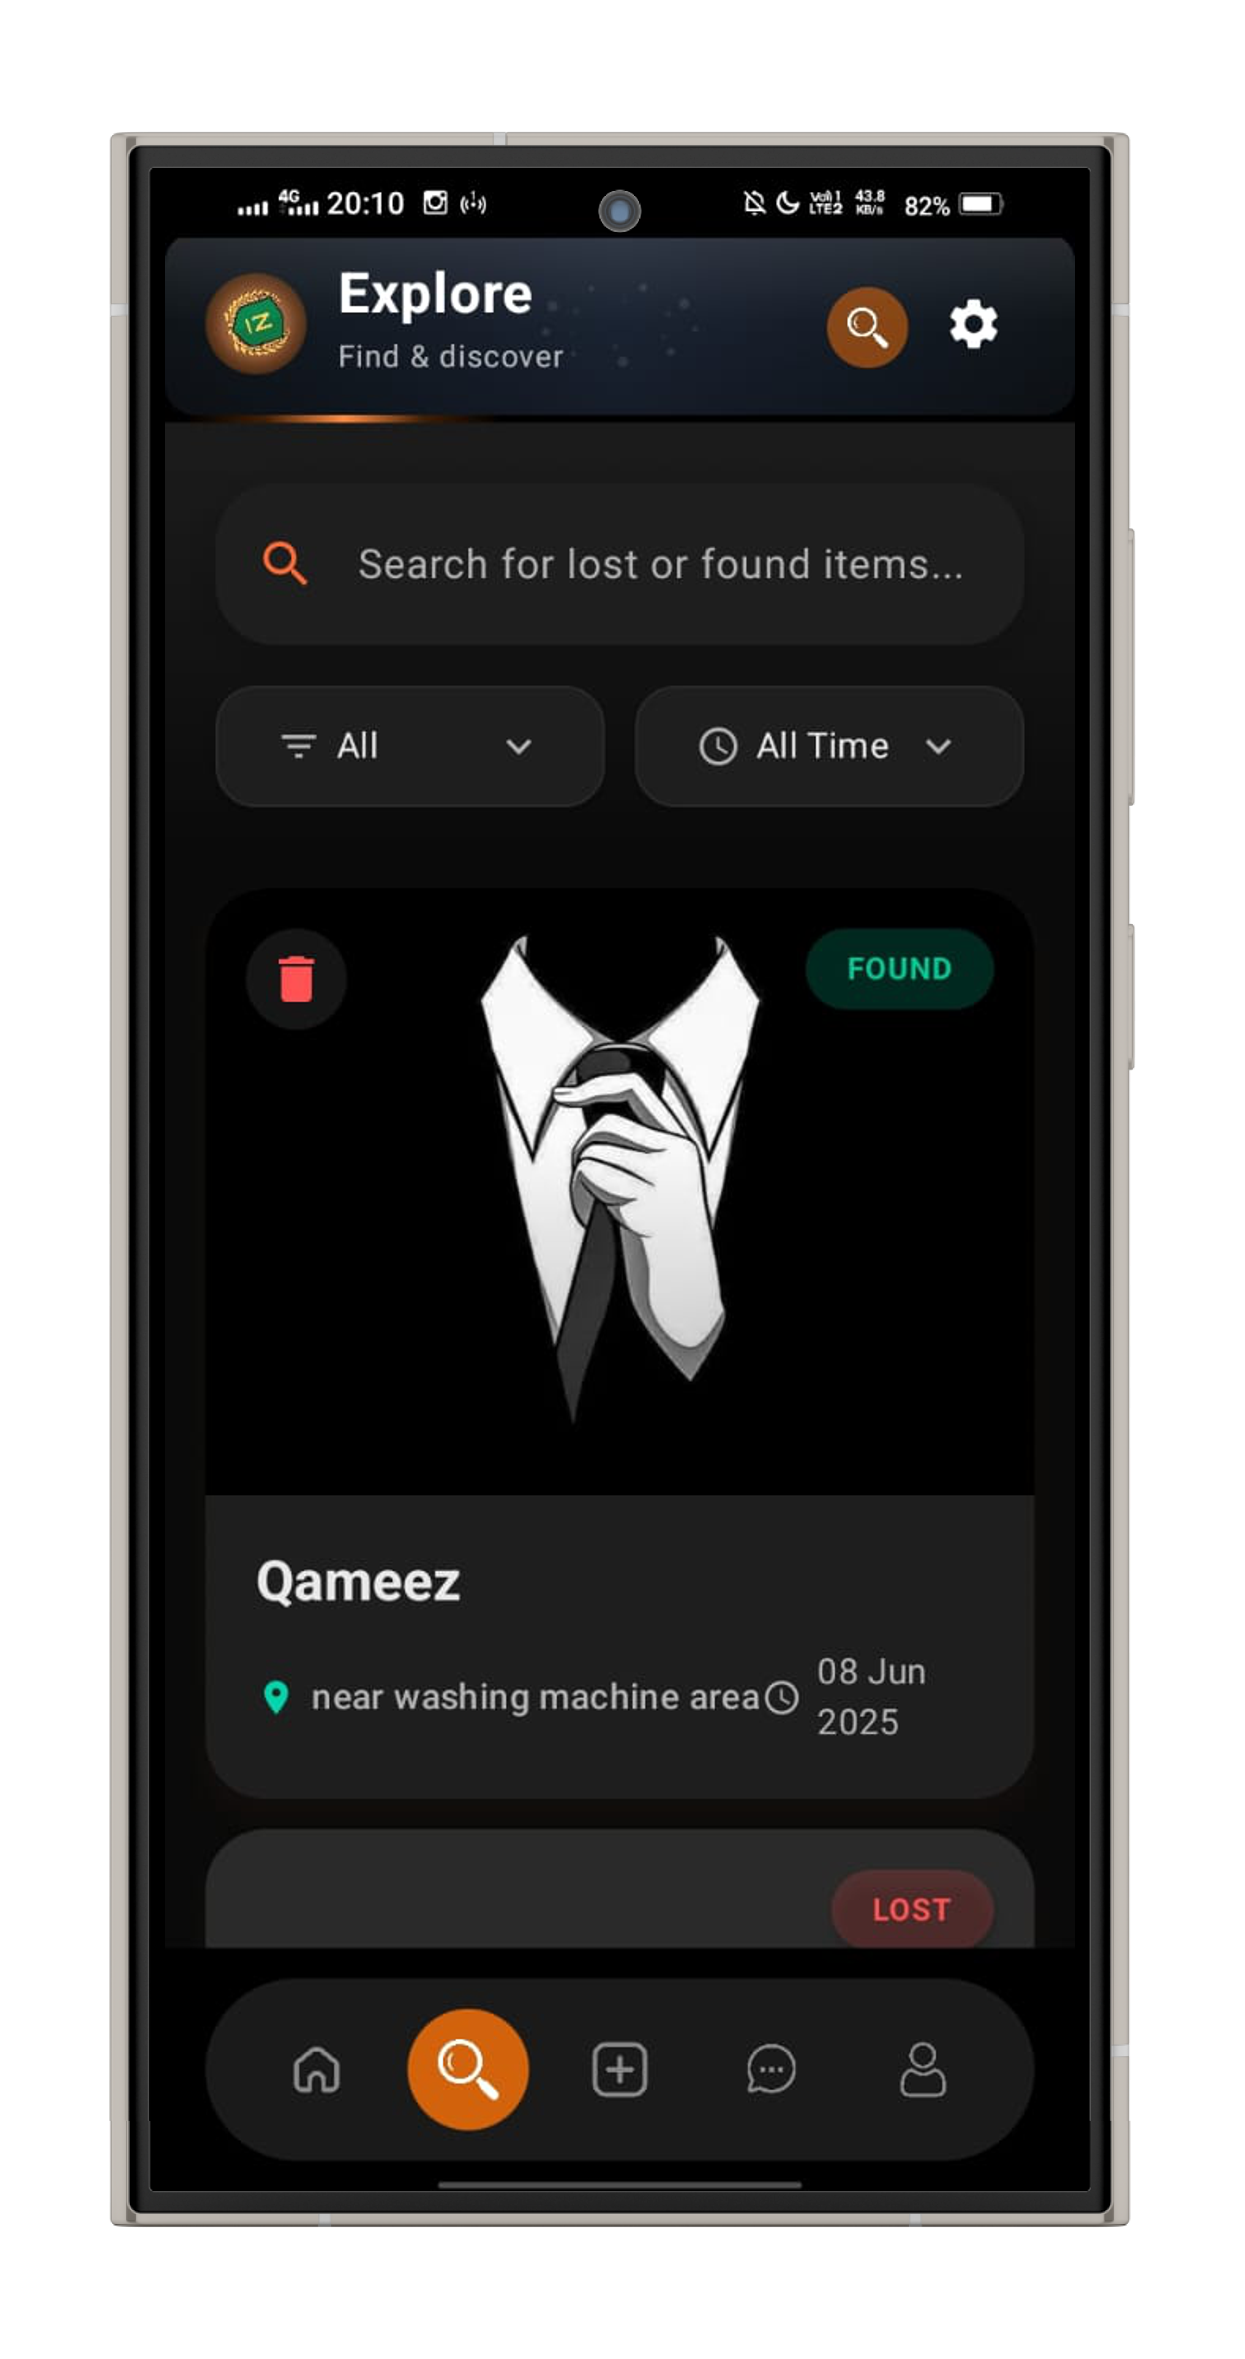 4G 20:10 Vo)) 1 LTE2 43.8 KB/s 82%
Explore
Find & discover
Search for lost or found items...
All All Time
FOUND
Qameez
near washing machine area 08 Jun 2025
LOST